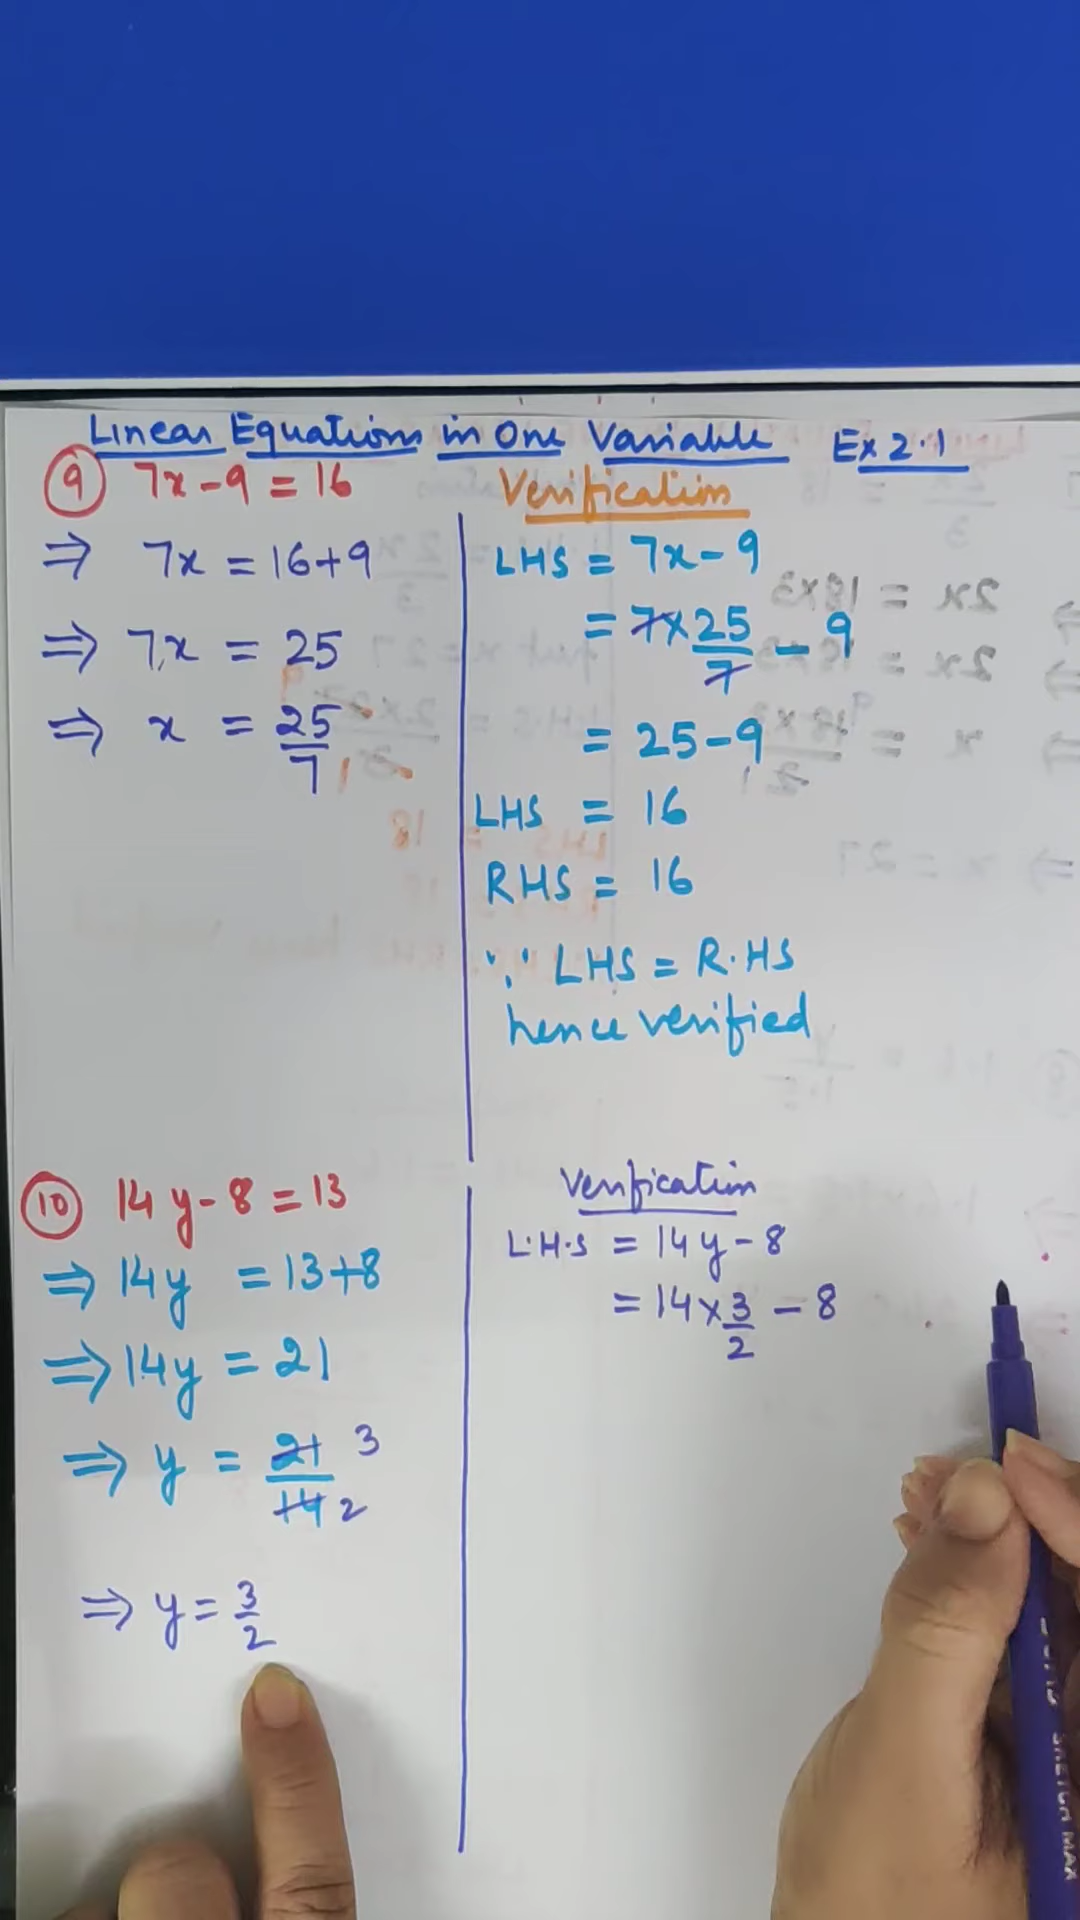 Linear Equations in One Variable Ex 2.1
⑨ 7x - 9 = 16
⇒ 7x = 16+9
⇒ 7x = 25
⇒ x = 25/7
Verification
LHS = 7x - 9
= 7×25/7 - 9
= 25-9
LHS = 16
RHS = 16
∵ LHS = R.HS
hence verified
⑩ 14y - 8 = 13
⇒ 14y = 13+8
⇒ 14y = 21
⇒ y = 21/14 3/2
⇒ y = 3/2
Verification
L.H.S = 14y - 8
= 14 × 3/2 - 8